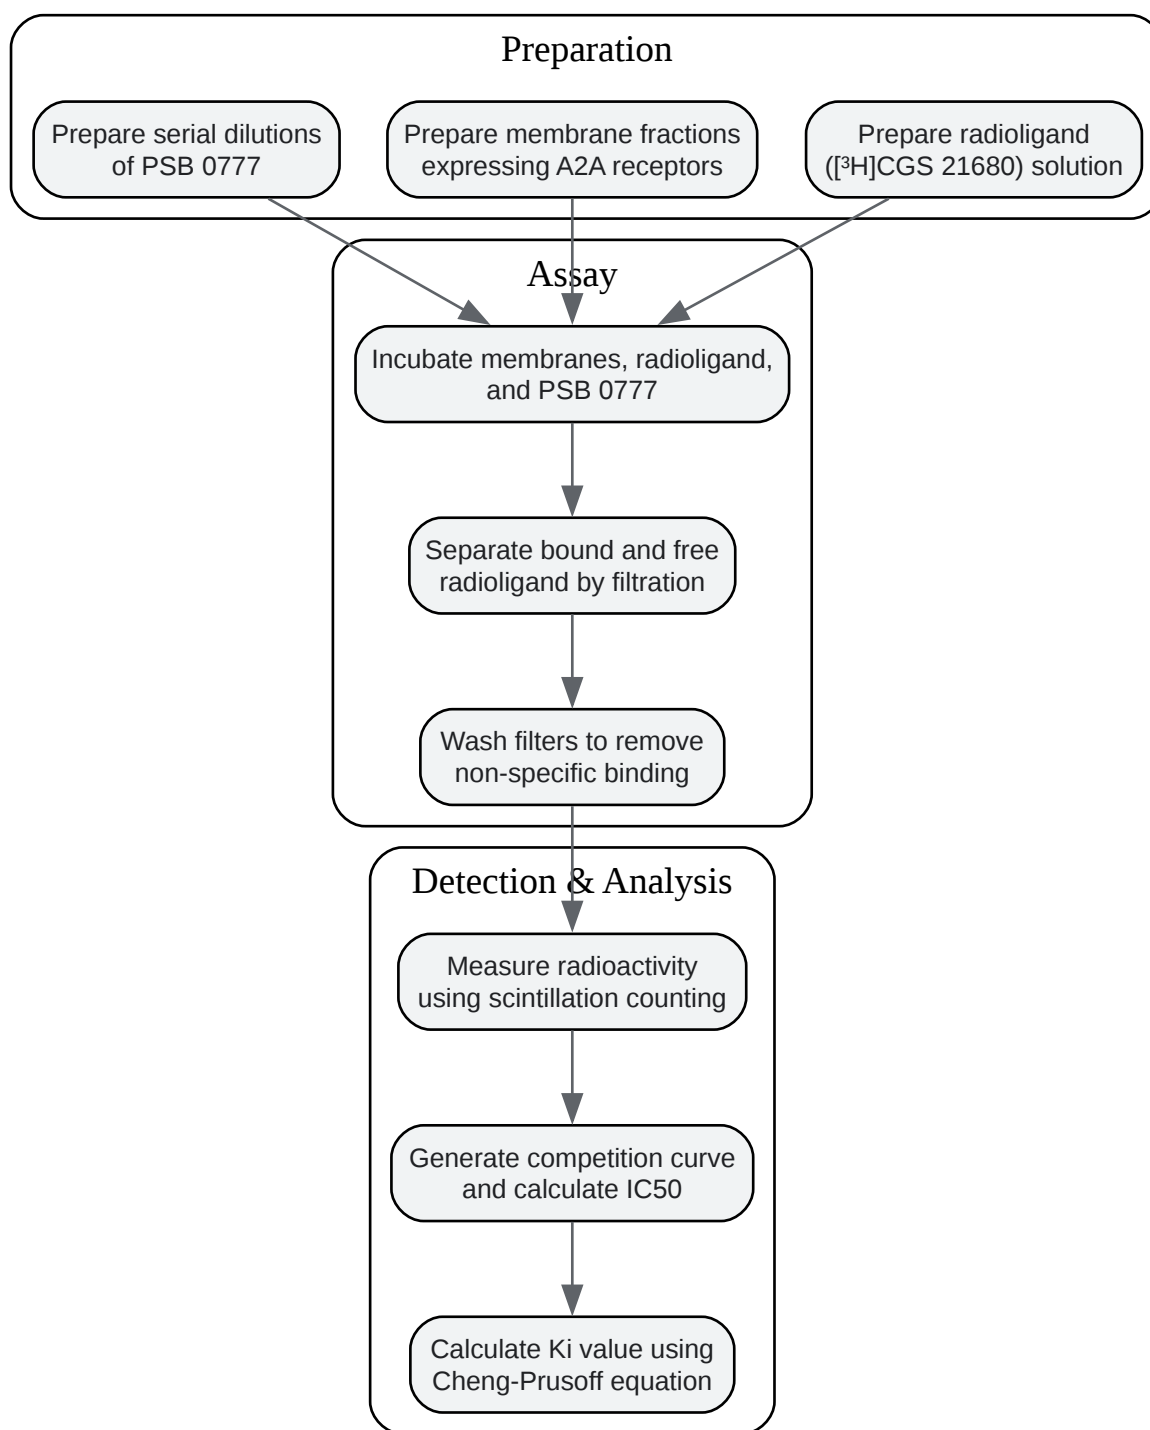 Preparation
Prepare serial dilutions
of PSB 0777
Prepare membrane fractions
expressing A2A receptors
Prepare radioligand
([³H]CGS 21680) solution
Assay
Incubate membranes, radioligand,
and PSB 0777
Separate bound and free
radioligand by filtration
Wash filters to remove
non-specific binding
Detection & Analysis
Measure radioactivity
using scintillation counting
Generate competition curve
and calculate IC50
Calculate Ki value using
Cheng-Prusoff equation